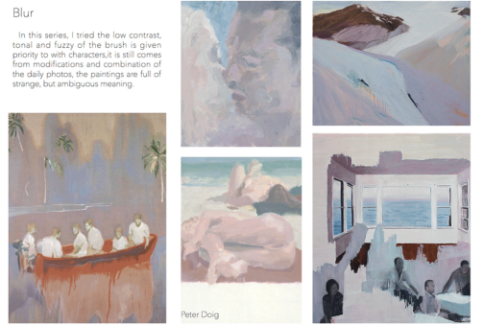 Blur
In this series, I tried the low contrast,
tonal and fuzzy of the brush is given
priority to with characters,it is still comes
from modifications and combination of
the daily photos, the paintings are full of
strange, but ambiguous meaning.
Peter Doig